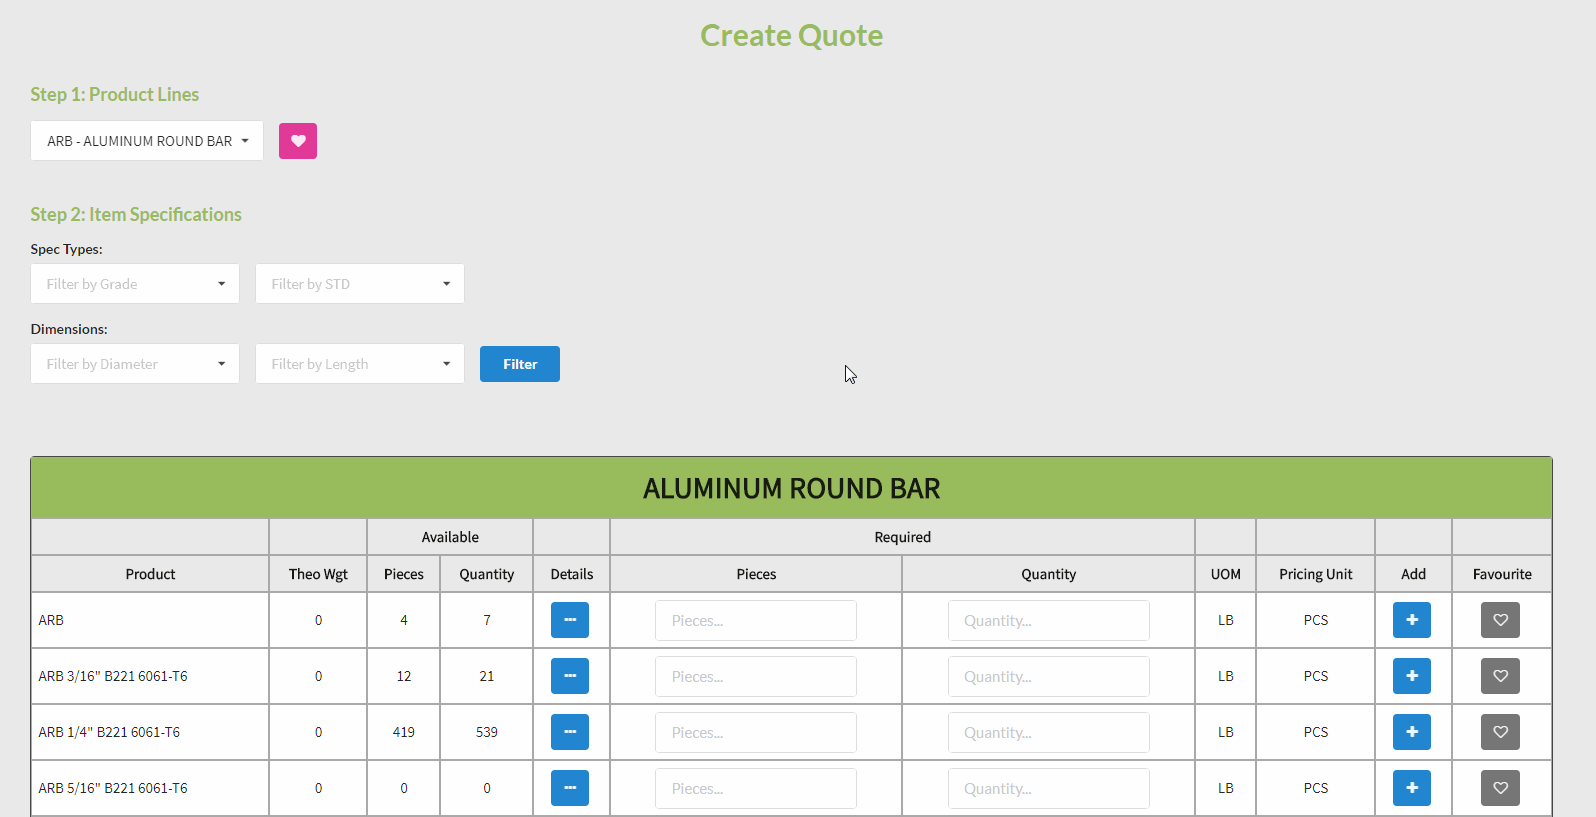 Create Quote
Step 1: Product Lines
ARB - ALUMINUM ROUND BAR
Step 2: Item Specifications
Spec Types:
Filter by Grade Filter by STD
Dimensions:
Filter by Diameter Filter by Length Filter
ALUMINUM ROUND BAR
Available Required
Product Theo Wgt Pieces Quantity Details Pieces Quantity UOM Pricing Unit Add Favourite
ARB 0 4 7 Pieces... Quantity... LB PCS
ARB 3/16" B221 6061-T6 0 12 21 Pieces... Quantity... LB PCS
ARB 1/4" B221 6061-T6 0 419 539 Pieces... Quantity... LB PCS
ARB 5/16" B221 6061-T6 0 0 0 Pieces... Quantity... LB PCS